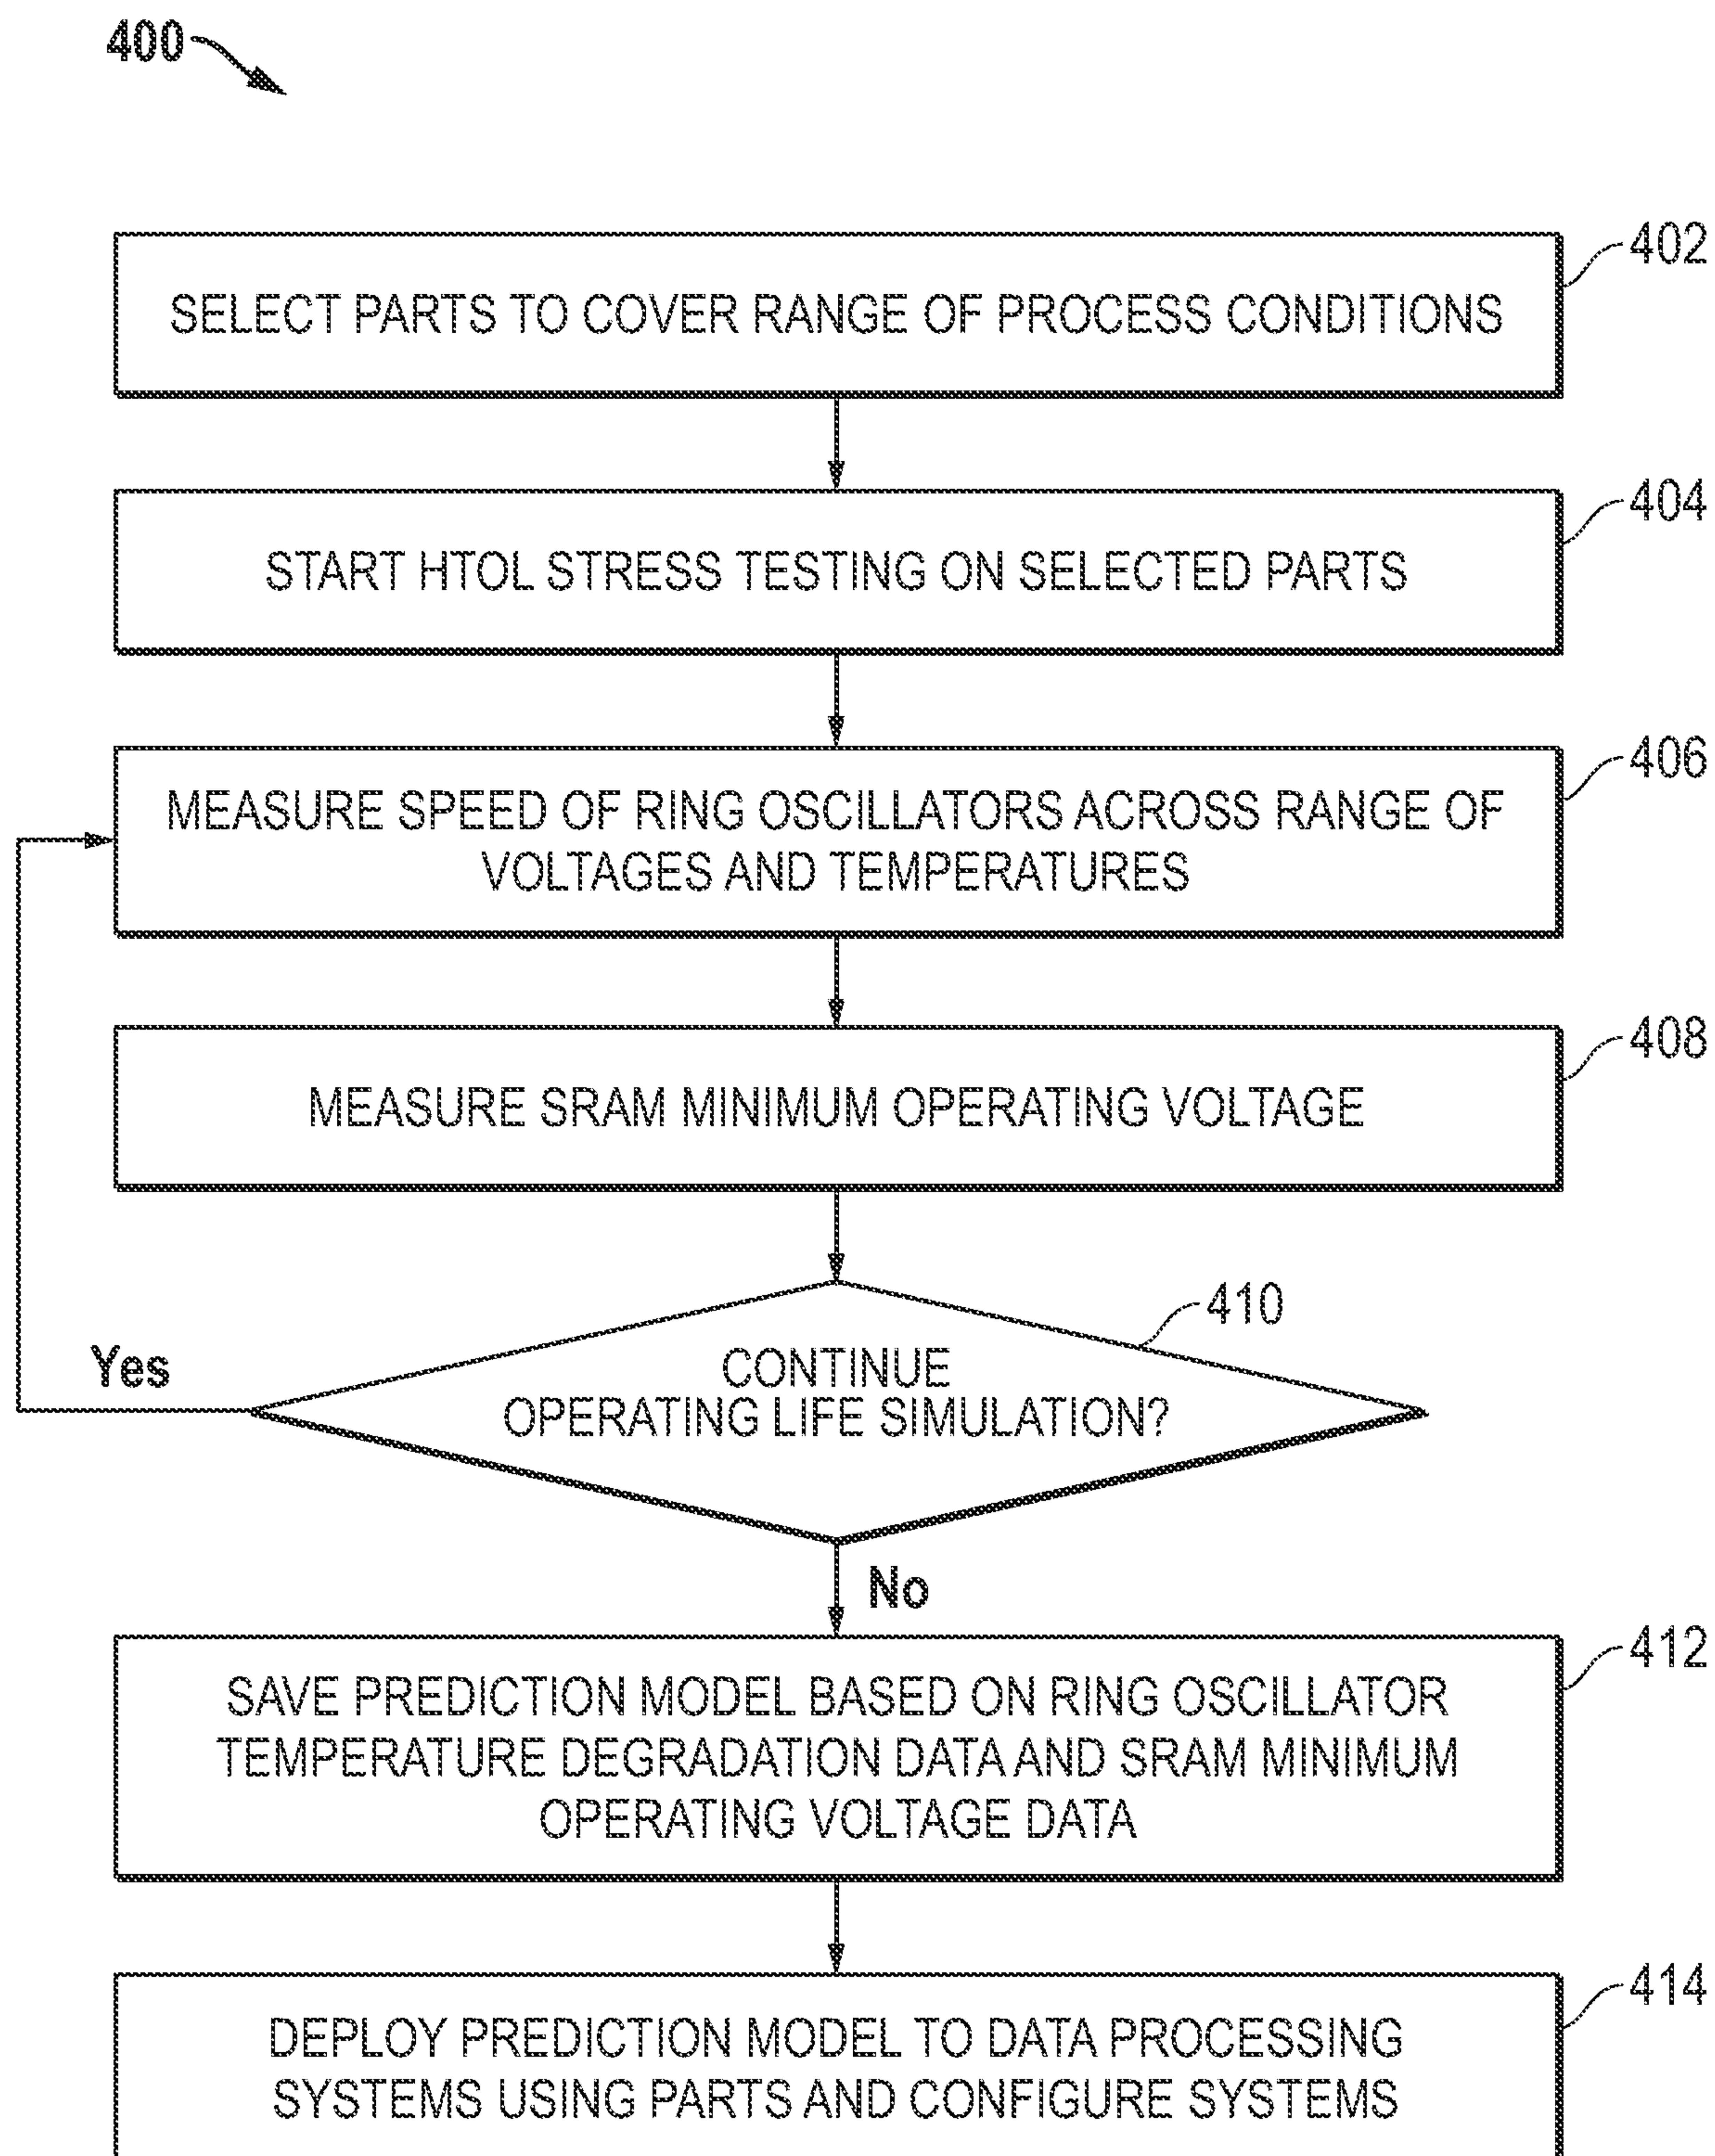 400
402
SELECT PARTS TO COVER RANGE OF PROCESS CONDITIONS
404
START HTOL STRESS TESTING ON SELECTED PARTS
406
MEASURE SPEED OF RING OSCILLATORS ACROSS RANGE OF
VOLTAGES AND TEMPERATURES
408
MEASURE SRAM MINIMUM OPERATING VOLTAGE
410
CONTINUE
OPERATING LIFE SIMULATION?
Yes
No
412
SAVE PREDICTION MODEL BASED ON RING OSCILLATOR
TEMPERATURE DEGRADATION DATA AND SRAM MINIMUM
OPERATING VOLTAGE DATA
414
DEPLOY PREDICTION MODEL TO DATA PROCESSING
SYSTEMS USING PARTS AND CONFIGURE SYSTEMS